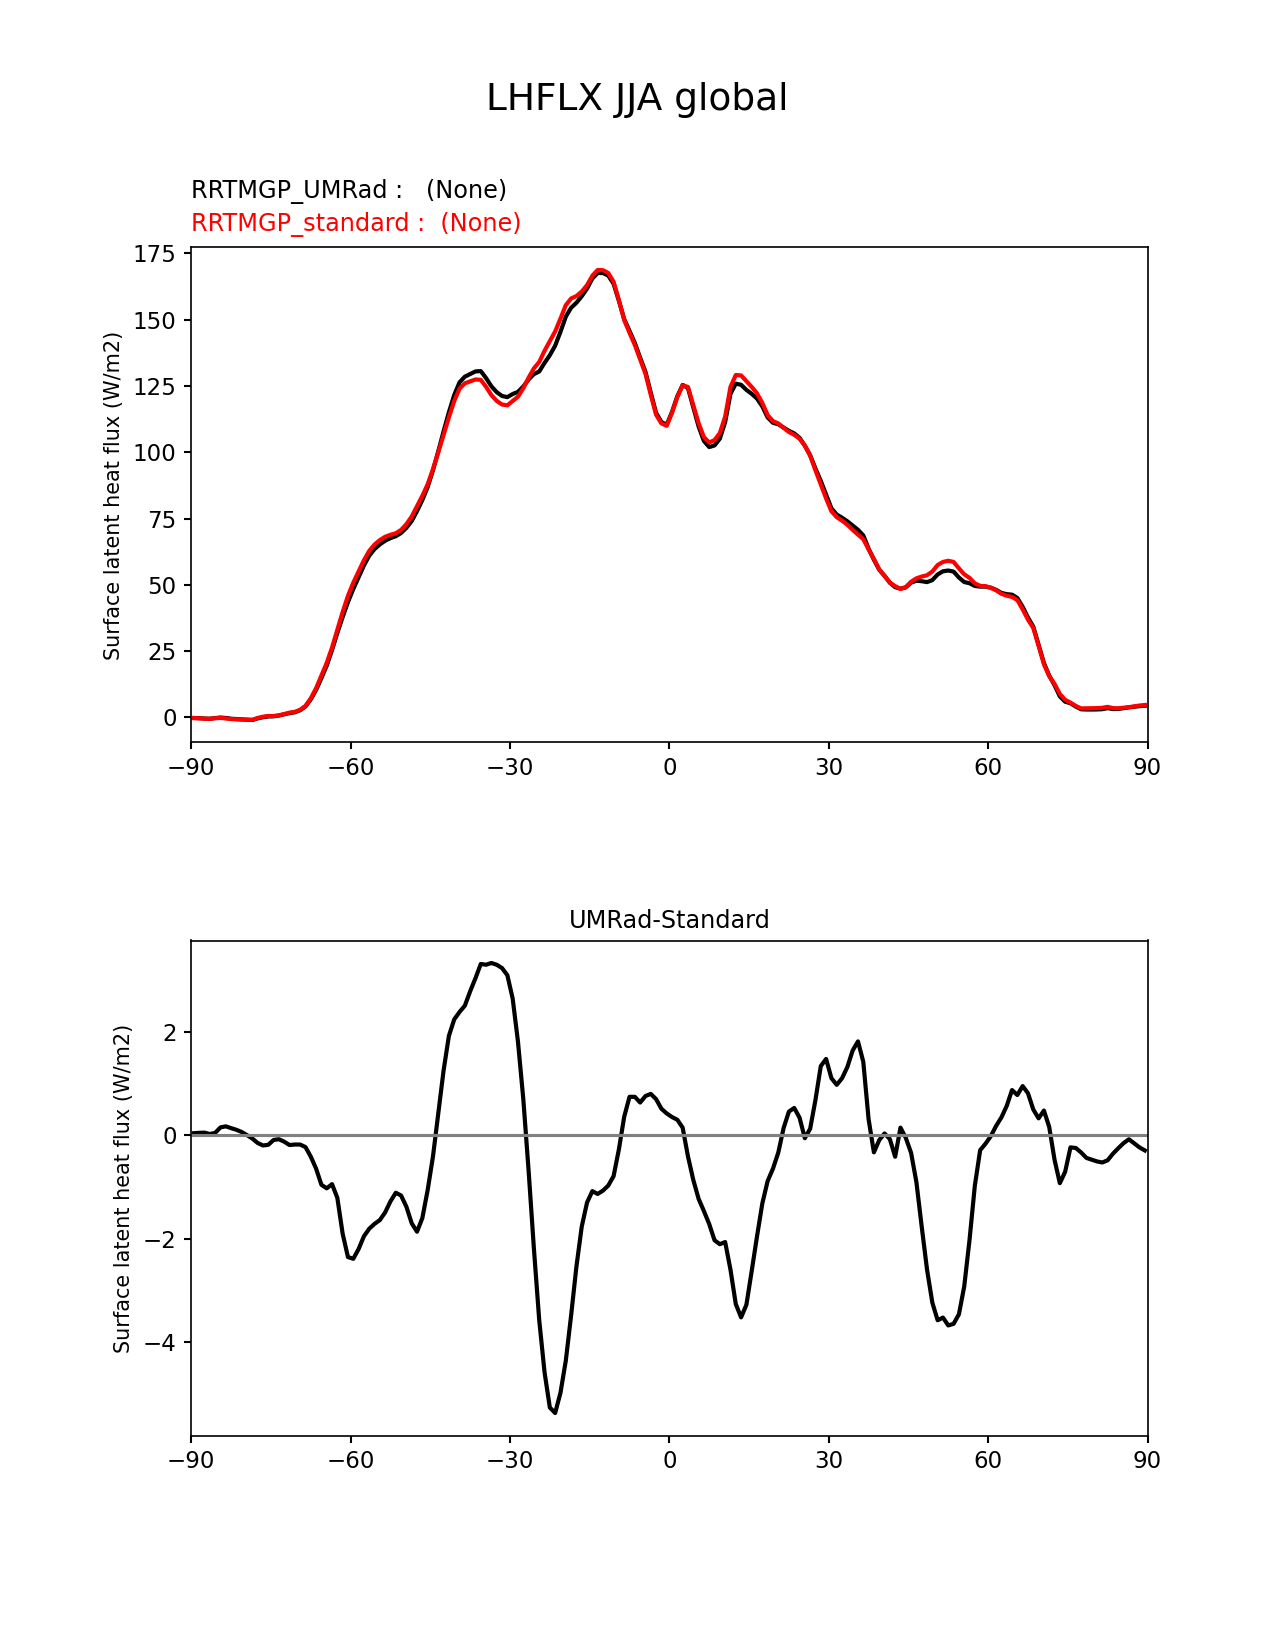 LHFLX JJA global
RRTMGP_UMRad :   (None)
RRTMGP_standard :  (None)
175
150
125
100
75
50
25
0
Surface latent heat flux (W/m2)
−90 −60 −30 0 30 60 90
UMRad-Standard
2
0
−2
−4
Surface latent heat flux (W/m2)
−90 −60 −30 0 30 60 90